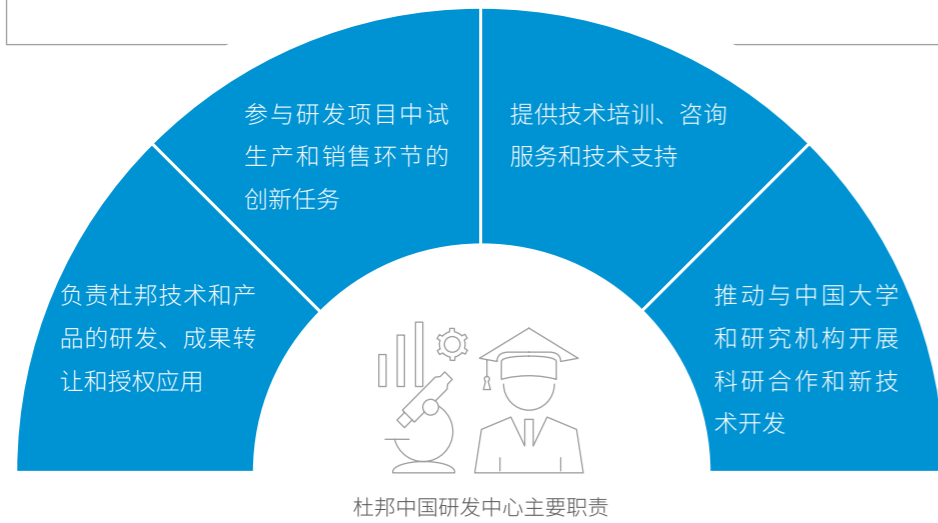 参与研发项目中试
生产和销售环节的
创新任务
提供技术培训、咨询
服务和技术支持
负责杜邦技术和产
品的研发、成果转
让和授权应用
推动与中国大学
和研究机构开展
科研合作和新技
术开发
杜邦中国研发中心主要职责